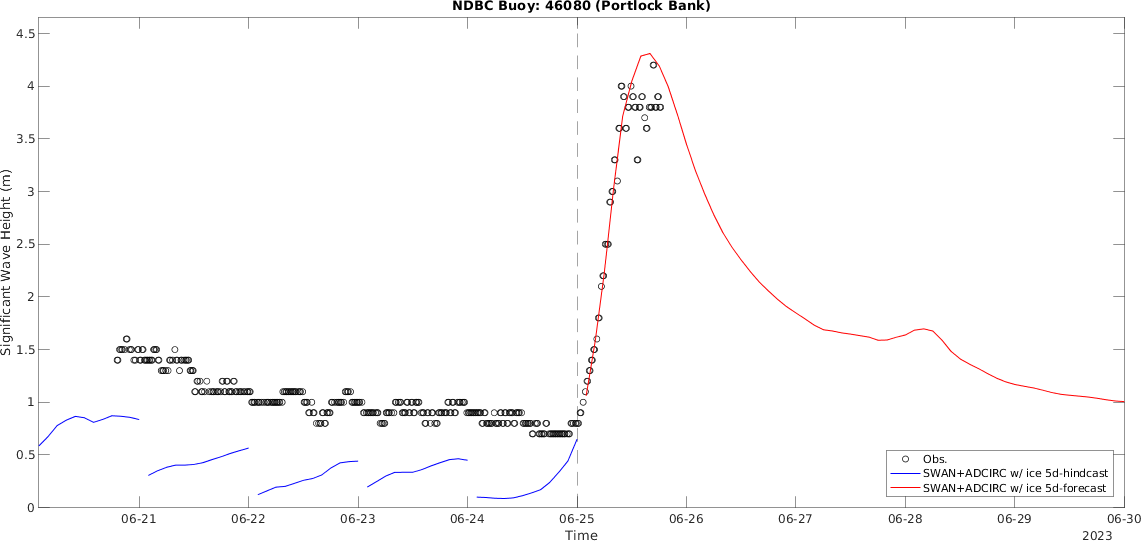 NDBC Buoy: 46080 (Portlock Bank)
Significant Wave Height (m)
4.5
4
3.5
3
2.5
2
1.5
1
0.5
0
Obs.
SWAN+ADCIRC w/ ice 5d-hindcast
SWAN+ADCIRC w/ ice 5d-forecast
06-21 06-22 06-23 06-24 06-25 06-26 06-27 06-28 06-29 06-30
Time
2023